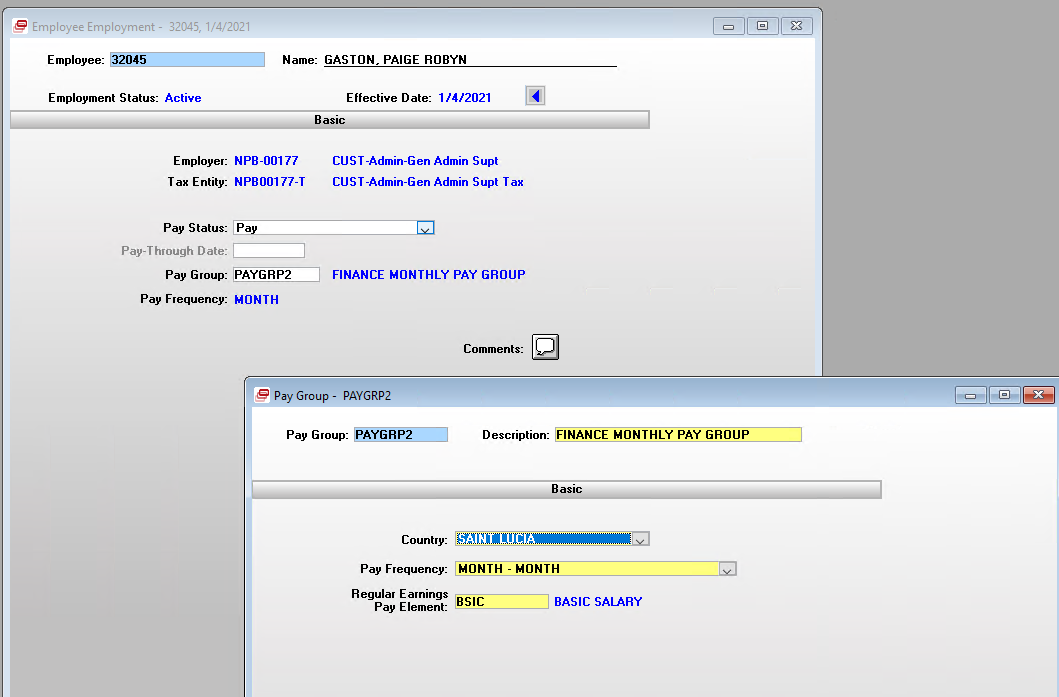 Employee Employment - 32045, 1/4/2021
Employee: 32045 Name: GASTON, PAIGE ROBYN
Employment Status: Active Effective Date: 1/4/2021
Basic
Employer: NPB-00177 CUST-Admin-Gen Admin Supt
Tax Entity: NPB00177-T CUST-Admin-Gen Admin Supt Tax
Pay Status: Pay
Pay-Through Date:
Pay Group: PAYGRP2 FINANCE MONTHLY PAY GROUP
Pay Frequency: MONTH
Comments:
Pay Group - PAYGRP2
Pay Group: PAYGRP2 Description: FINANCE MONTHLY PAY GROUP
Basic
Country: SAINT LUCIA
Pay Frequency: MONTH - MONTH
Regular Earnings
Pay Element: BSIC BASIC SALARY